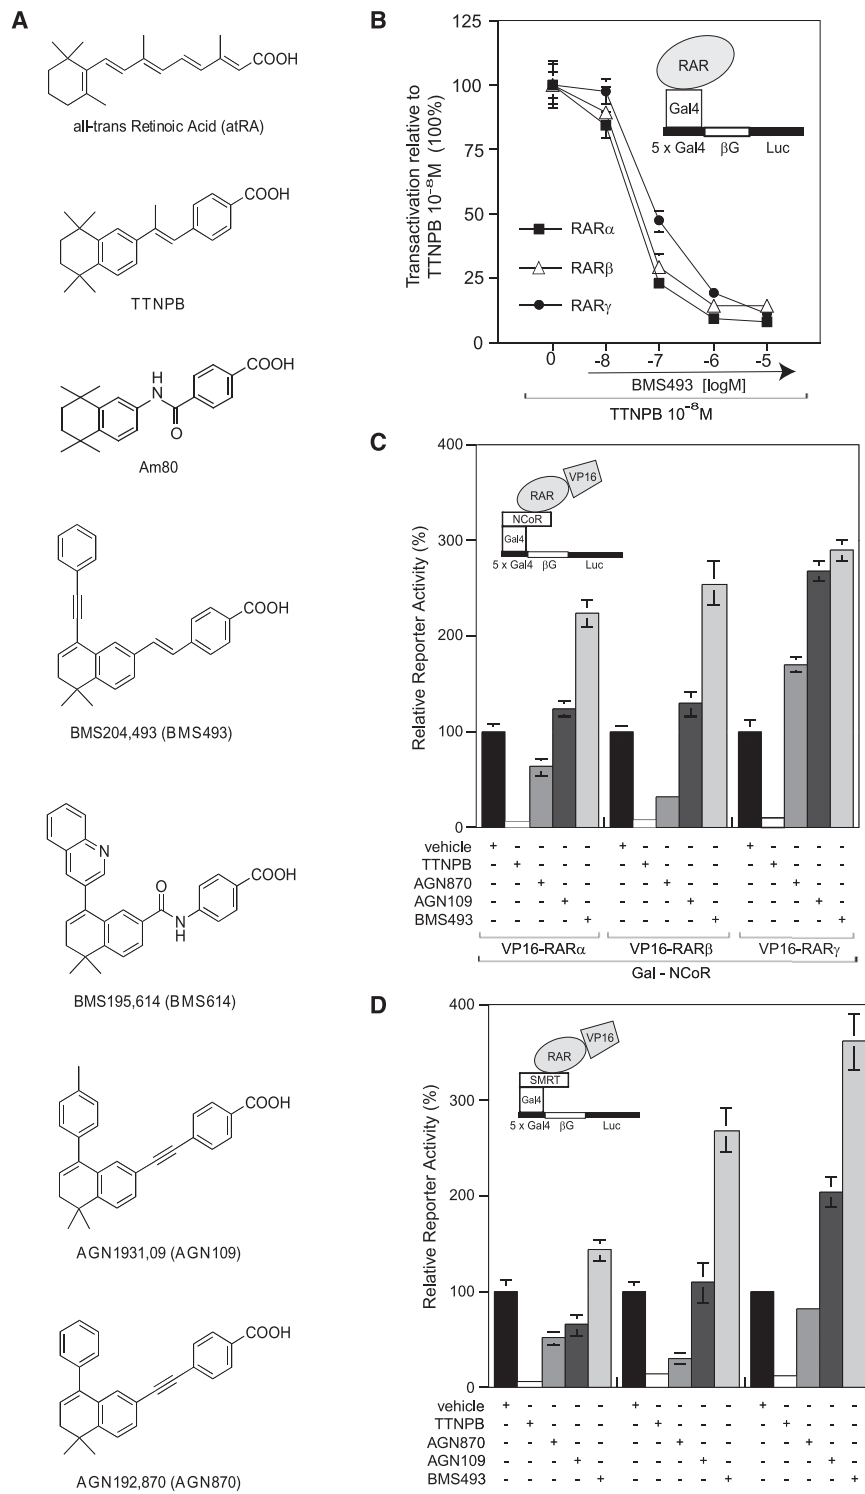 A
COOH
all-trans Retinoic Acid (atRA)
COOH
TTNPB
COOH
H
N
O
Am80
COOH
BMS204,493 (BMS493)
N
COOH
O
N
H
BMS195,614 (BMS614)
COOH
AGN1931,09 (AGN109)
COOH
AGN192,870 (AGN870)
B
Transactivation relative to
TTNPB 10⁻⁸M (100%)
125
100
75
50
25
0
RAR
Gal4
5 x Gal4 βG Luc
RARα
RARβ
RARγ
0 -8 -7 -6 -5
BMS493 [logM]
TTNPB 10⁻⁸M
C
Relative Reporter Activity (%)
400
300
200
100
0
VP16
RAR
NCoR
Gal4
5 x Gal4 βG Luc
vehicle + - - - - + - - - - + - - - -
TTNPB - + - - - - + - - - - + - - -
AGN870 - - + - - - - + - - - - + - -
AGN109 - - - + - - - - + - - - - + -
BMS493 - - - - + - - - - + - - - - +
VP16-RARα VP16-RARβ VP16-RARγ
Gal - NCoR
D
Relative Reporter Activity (%)
400
300
200
100
0
VP16
RAR
SMRT
Gal4
5 x Gal4 βG Luc
vehicle + - - - - + - - - - + - - - -
TTNPB - + - - - - + - - - - + - - -
AGN870 - - + - - - - + - - - - + - -
AGN109 - - - + - - - - + - - - - + -
BMS493 - - - - + - - - - + - - - - +